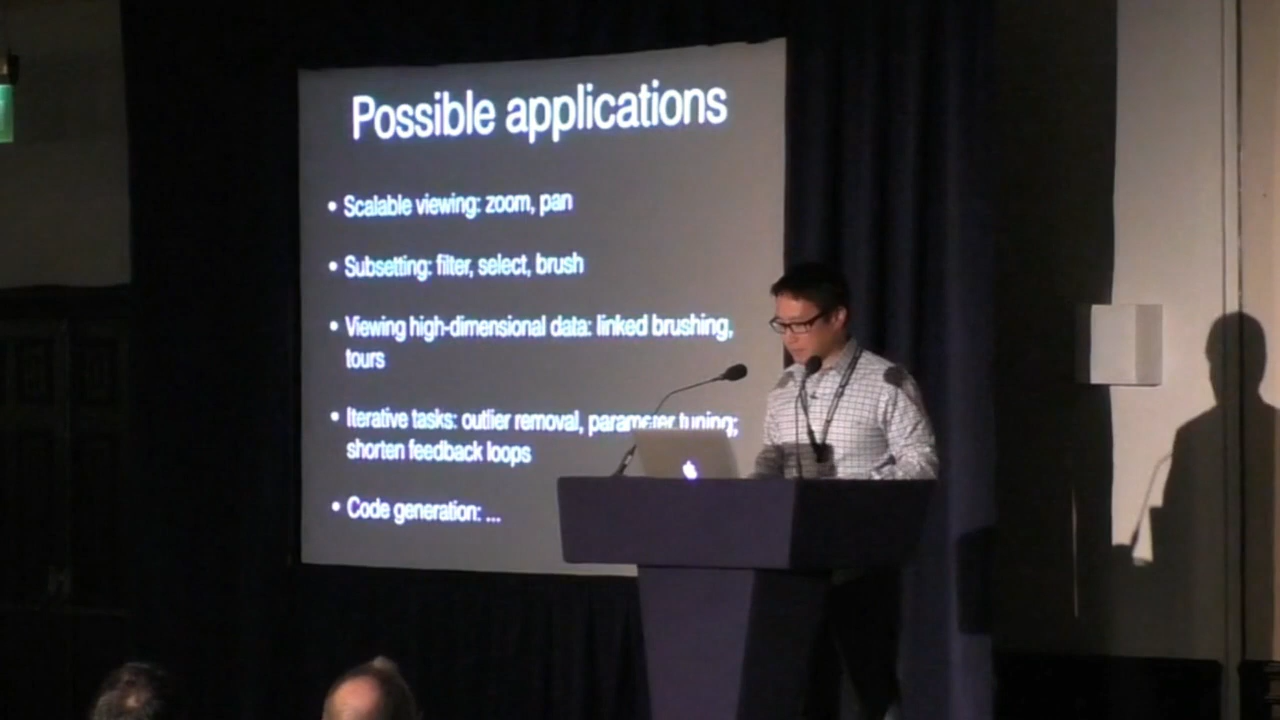 Possible applications
• Scalable viewing: zoom, pan
• Subsetting: filter, select, brush
• Viewing high-dimensional data: linked brushing,
tours
• Iterative tasks: outlier removal, parameter tuning;
shorten feedback loops
• Code generation: ...